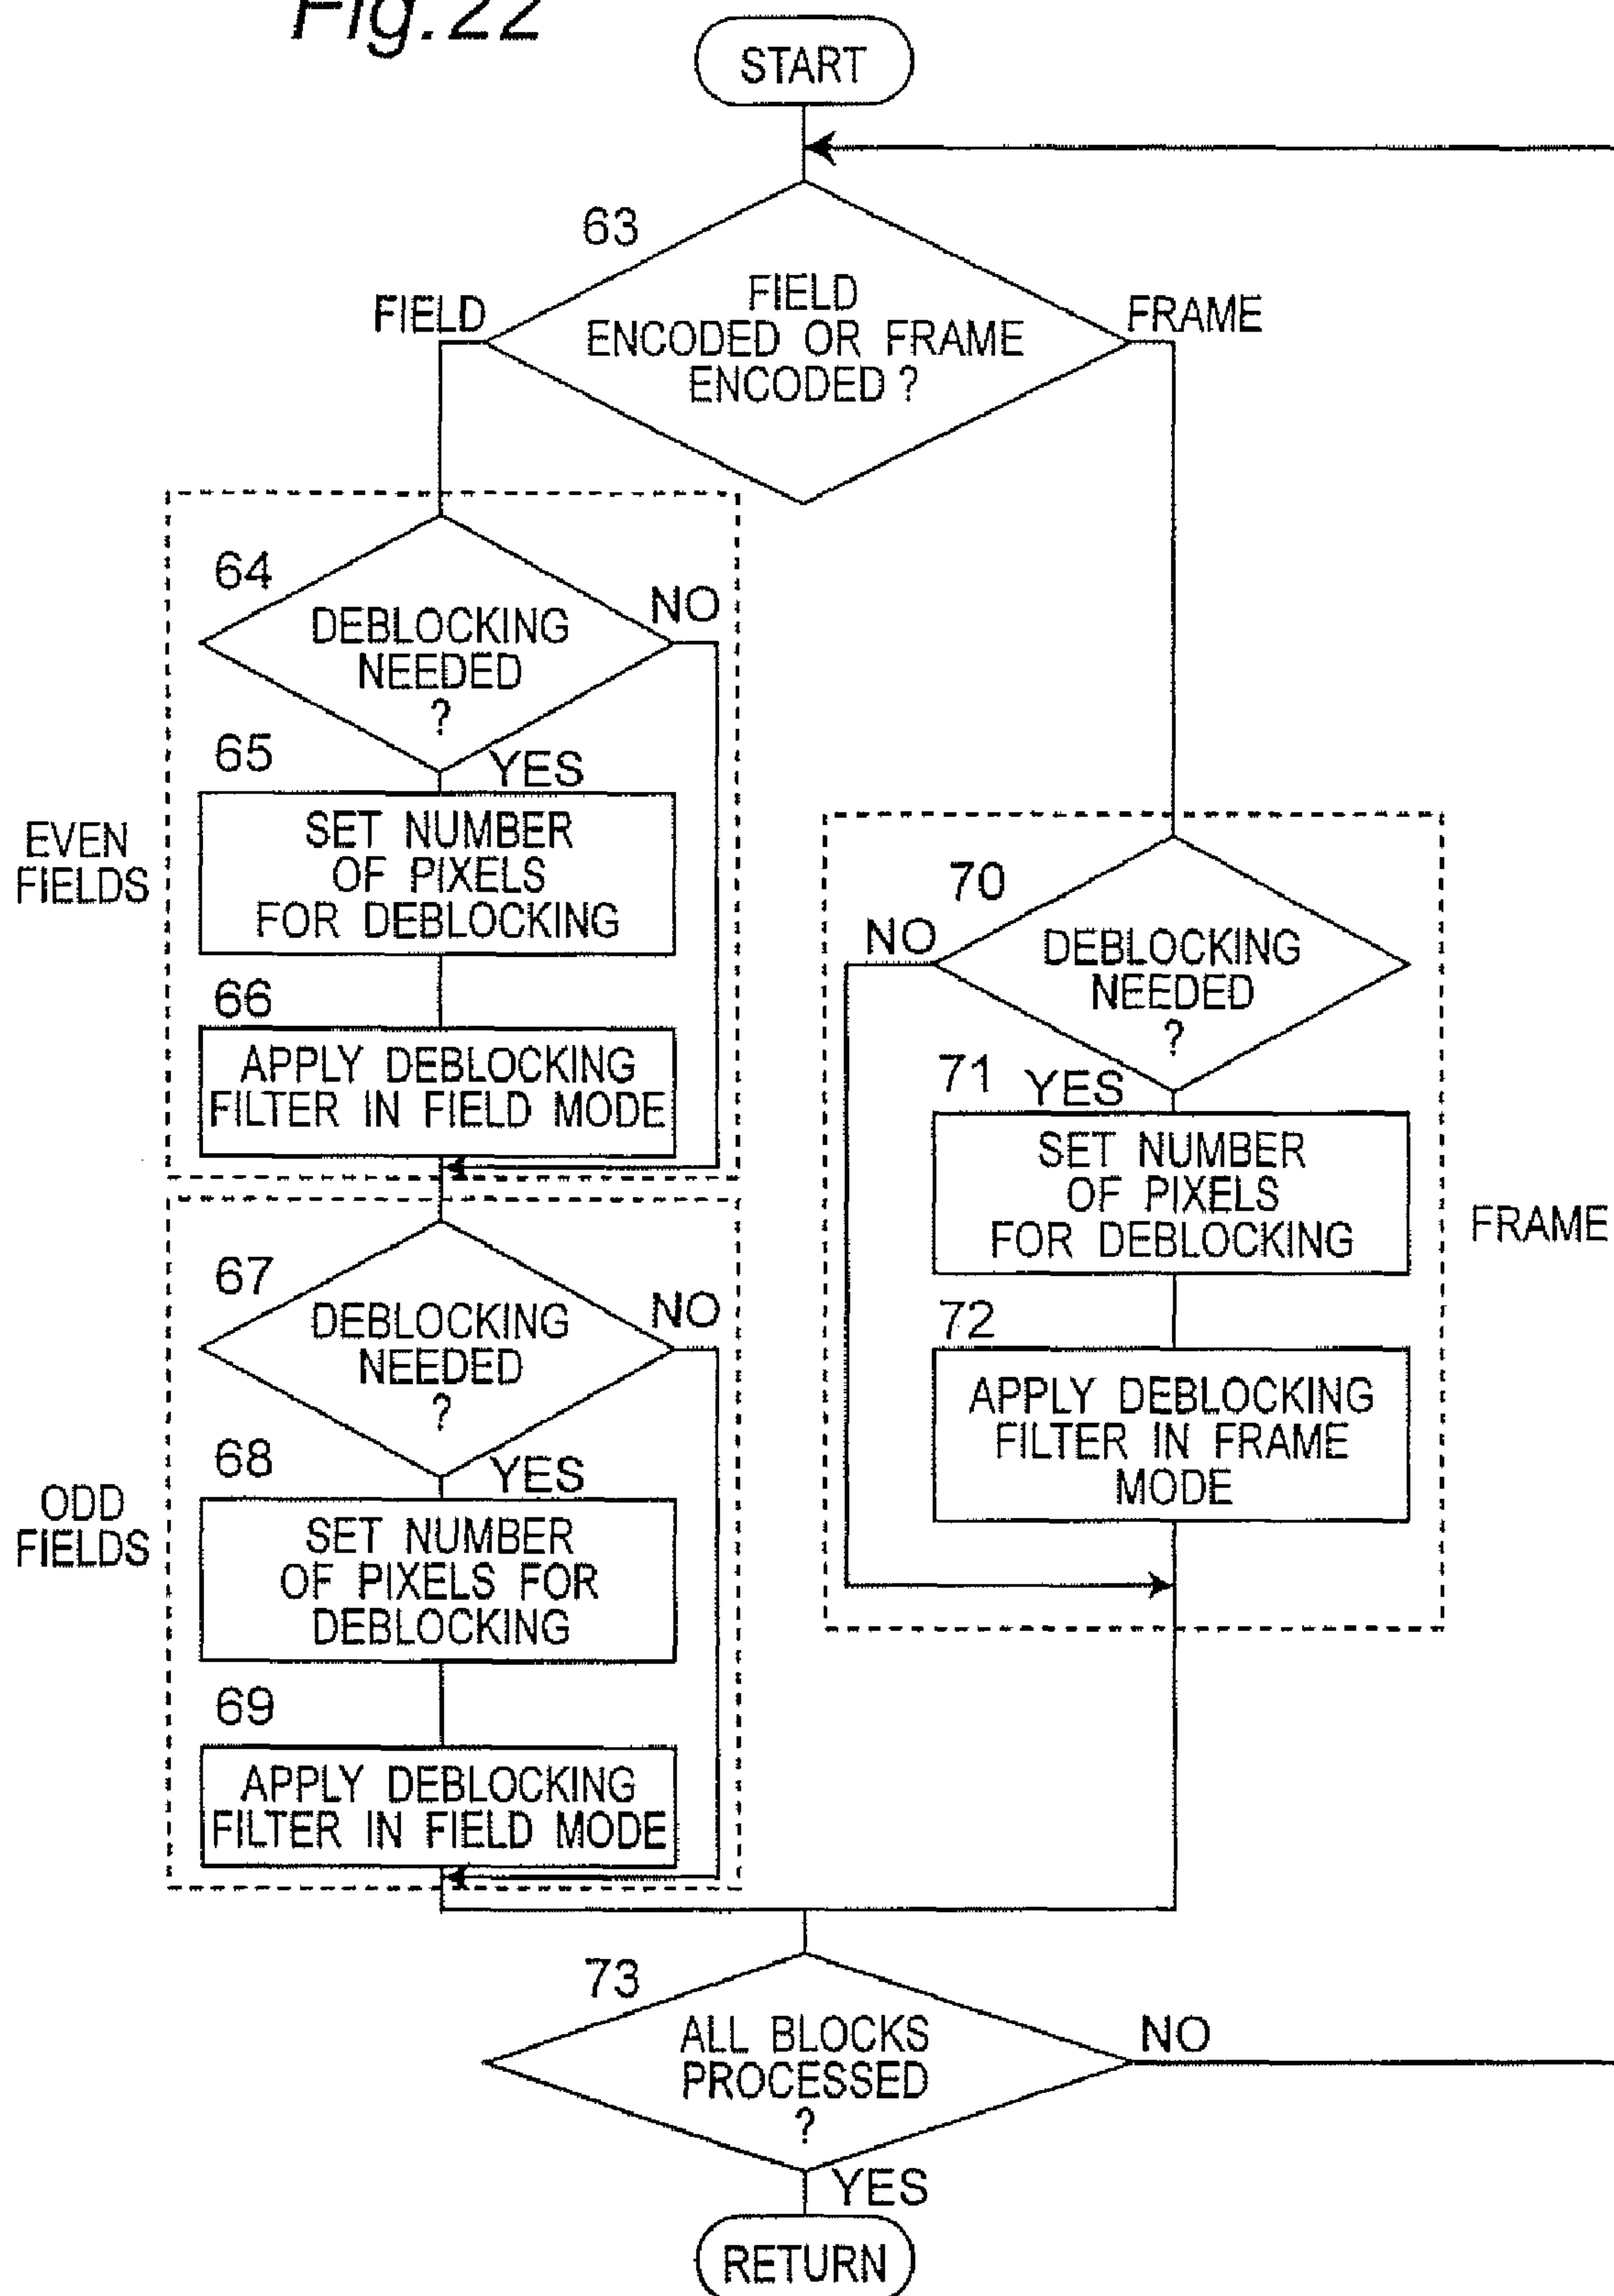 Fig.22
START
63
FIELD
FIELD
ENCODED OR FRAME
ENCODED ?
FRAME
64
DEBLOCKING
NEEDED
?
NO
65
YES
EVEN
FIELDS
SET NUMBER
OF PIXELS
FOR DEBLOCKING
66
APPLY DEBLOCKING
FILTER IN FIELD MODE
67
DEBLOCKING
NEEDED
?
NO
68
YES
ODD
FIELDS
SET NUMBER
OF PIXELS FOR
DEBLOCKING
69
APPLY DEBLOCKING
FILTER IN FIELD MODE
70
NO
DEBLOCKING
NEEDED
?
71
YES
SET NUMBER
OF PIXELS
FOR DEBLOCKING
FRAME
72
APPLY DEBLOCKING
FILTER IN FRAME
MODE
73
ALL BLOCKS
PROCESSED
?
NO
YES
RETURN